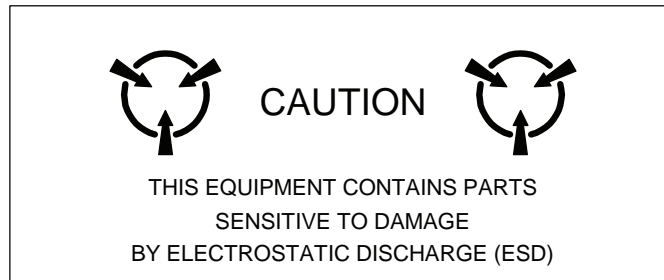 CAUTION
THIS EQUIPMENT CONTAINS PARTS
SENSITIVE TO DAMAGE
BY ELECTROSTATIC DISCHARGE (ESD)